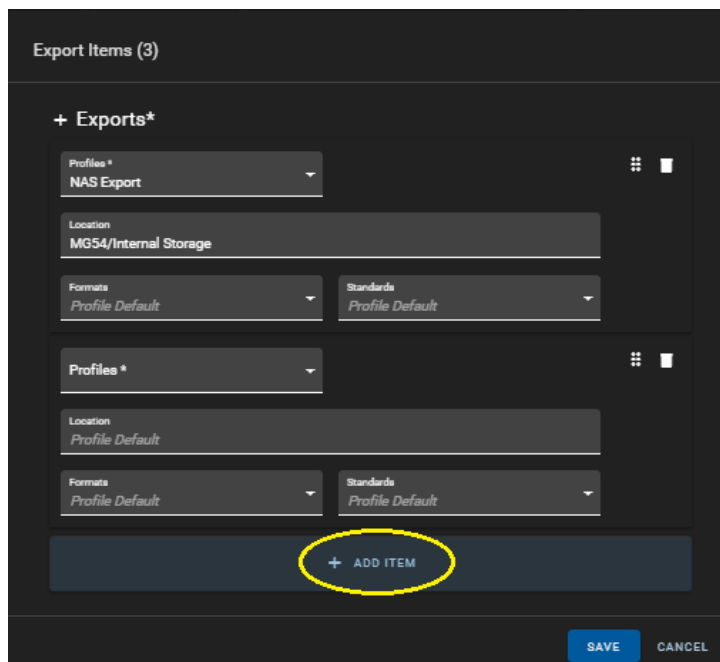 Export Items (3)
+ Exports*
Profiles *
NAS Export
Location
MG54/Internal Storage
Formats Standards
Profile Default Profile Default
Profiles *
Location
Profile Default
Formats Standards
Profile Default Profile Default
+ ADD ITEM
SAVE CANCEL